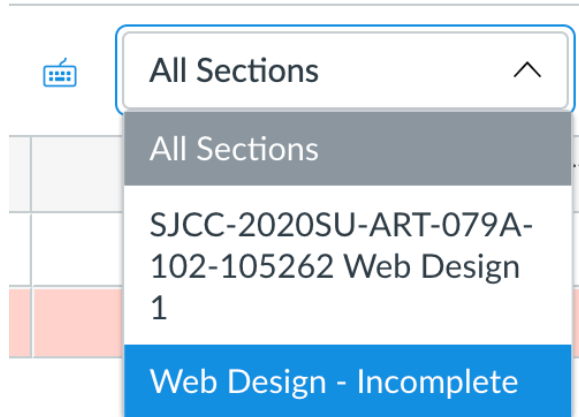 All Sections
All Sections
SJCC-2020SU-ART-079A-
102-105262 Web Design
1
Web Design - Incomplete